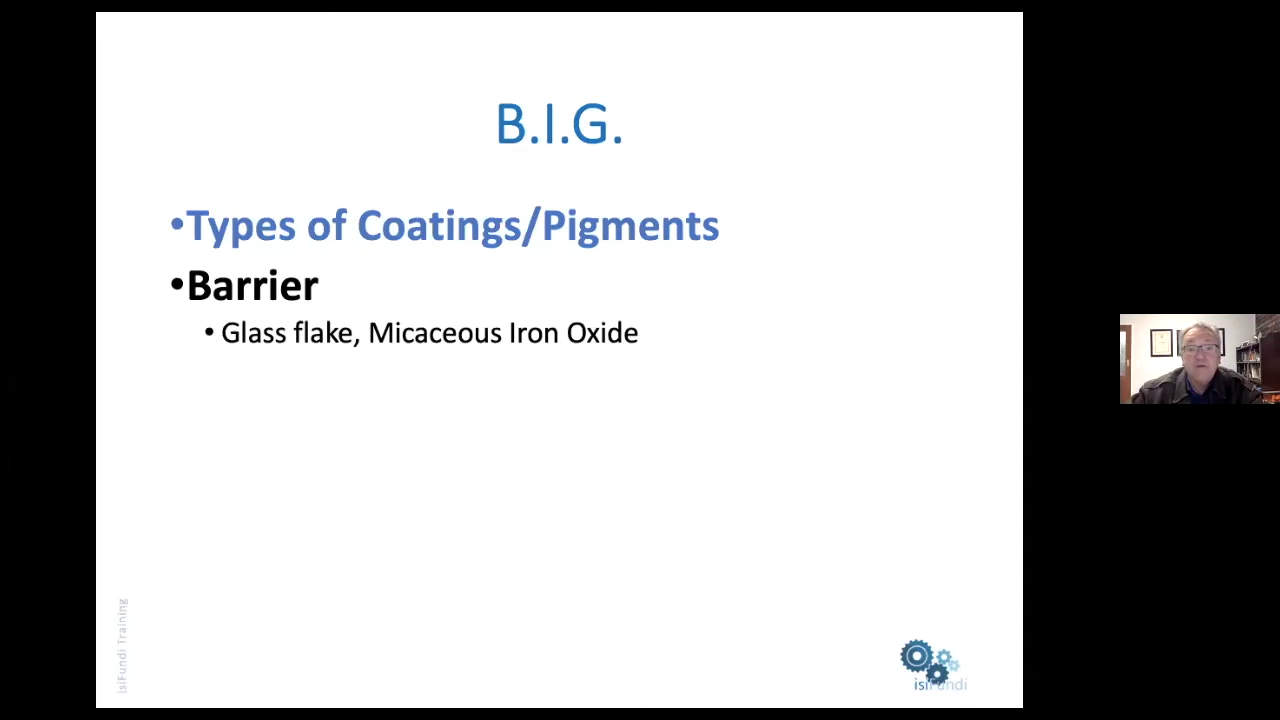 B.I.G.
•Types of Coatings/Pigments
•Barrier
• Glass flake, Micaceous Iron Oxide
isiFundi Training
isiFundi